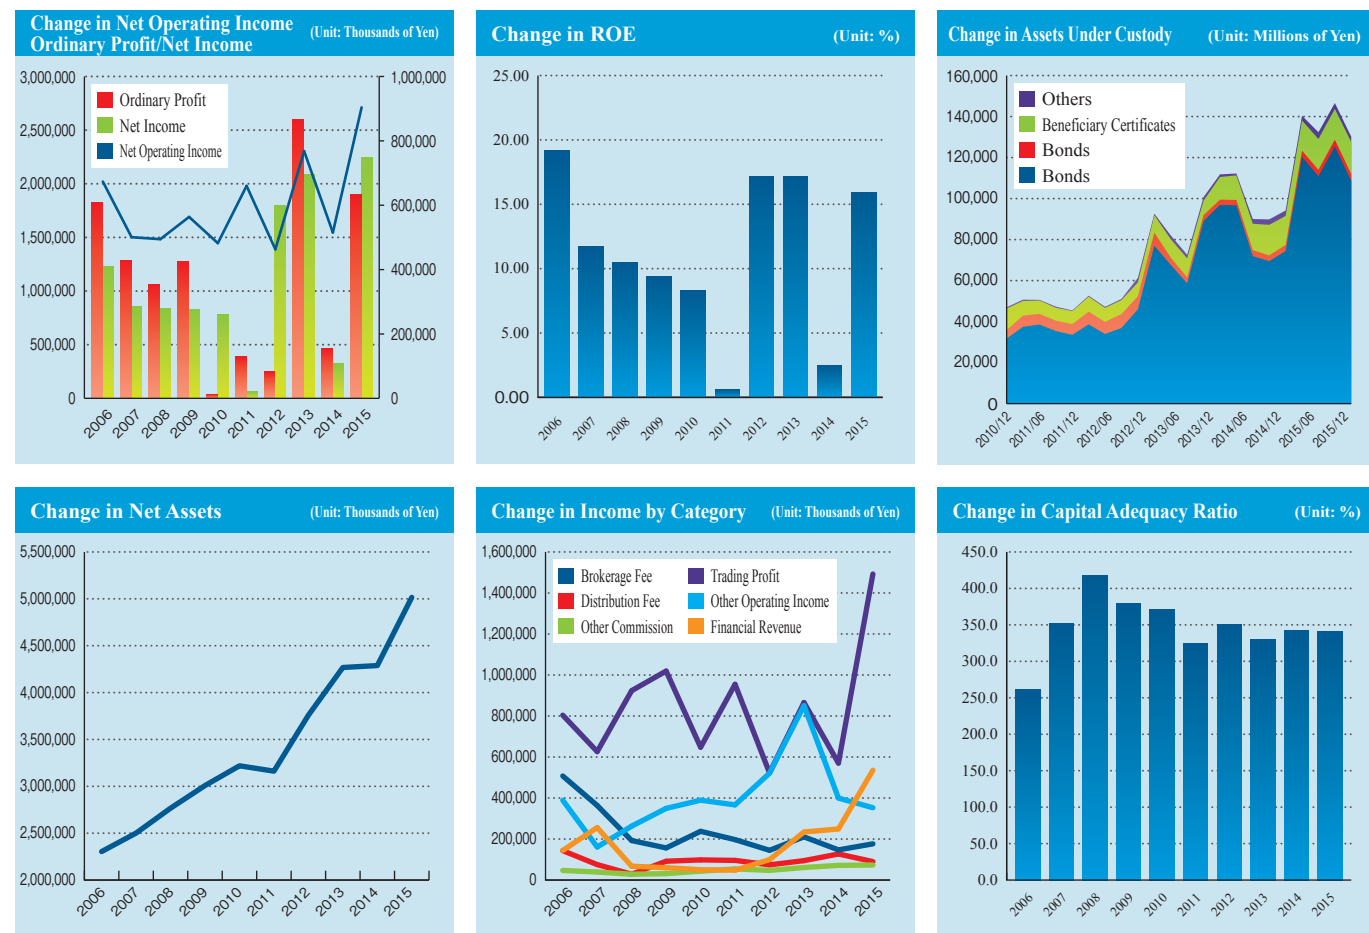 Change in Net Operating Income
Ordinary Profit/Net Income
(Unit: Thousands of Yen)
3,000,000
2,500,000
2,000,000
1,500,000
1,000,000
500,000
0
1,000,000
800,000
600,000
400,000
200,000
0
Ordinary Profit
Net Income
Net Operating Income
2006 2007 2008 2009 2010 2011 2012 2013 2014 2015
Change in ROE (Unit: %)
25.00
20.00
15.00
10.00
5.00
0.00
2006 2007 2008 2009 2010 2011 2012 2013 2014 2015
Change in Assets Under Custody (Unit: Millions of Yen)
160,000
140,000
120,000
100,000
80,000
60,000
40,000
20,000
0
Others
Beneficiary Certificates
Bonds
Bonds
2010/12 2011/06 2011/12 2012/06 2012/12 2013/06 2013/12 2014/06 2014/12 2015/06 2015/12
Change in Net Assets (Unit: Thousands of Yen)
5,500,000
5,000,000
4,500,000
4,000,000
3,500,000
3,000,000
2,500,000
2,000,000
2006 2007 2008 2009 2010 2011 2012 2013 2014 2015
Change in Income by Category (Unit: Thousands of Yen)
1,600,000
1,400,000
1,200,000
1,000,000
800,000
600,000
400,000
200,000
0
Brokerage Fee Trading Profit
Distribution Fee Other Operating Income
Other Commission Financial Revenue
2006 2007 2008 2009 2010 2011 2012 2013 2014 2015
Change in Capital Adequacy Ratio (Unit: %)
450.0
400.0
350.0
300.0
250.0
200.0
150.0
100.0
50.0
0.0
2006 2007 2008 2009 2010 2011 2012 2013 2014 2015